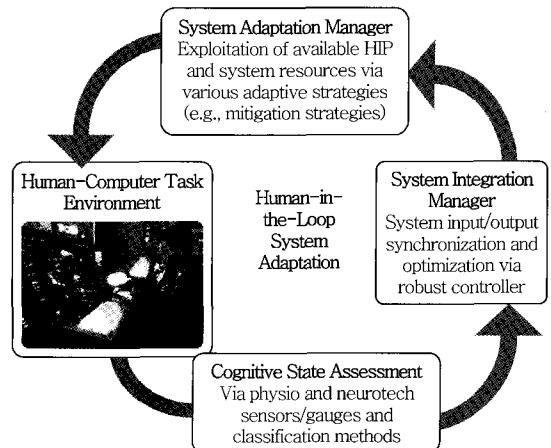 System Adaptation Manager
Exploitation of available HIP
and system resources via
various adaptive strategies
(e.g., mitigation strategies)
Human-Computer Task
Environment
Human-in-
the-Loop
System
Adaptation
System Integration
Manager
System input/output
synchronization and
optimization via
robust controller
Cognitive State Assessment
Via physio and neurotech
sensors/gauges and
classification methods